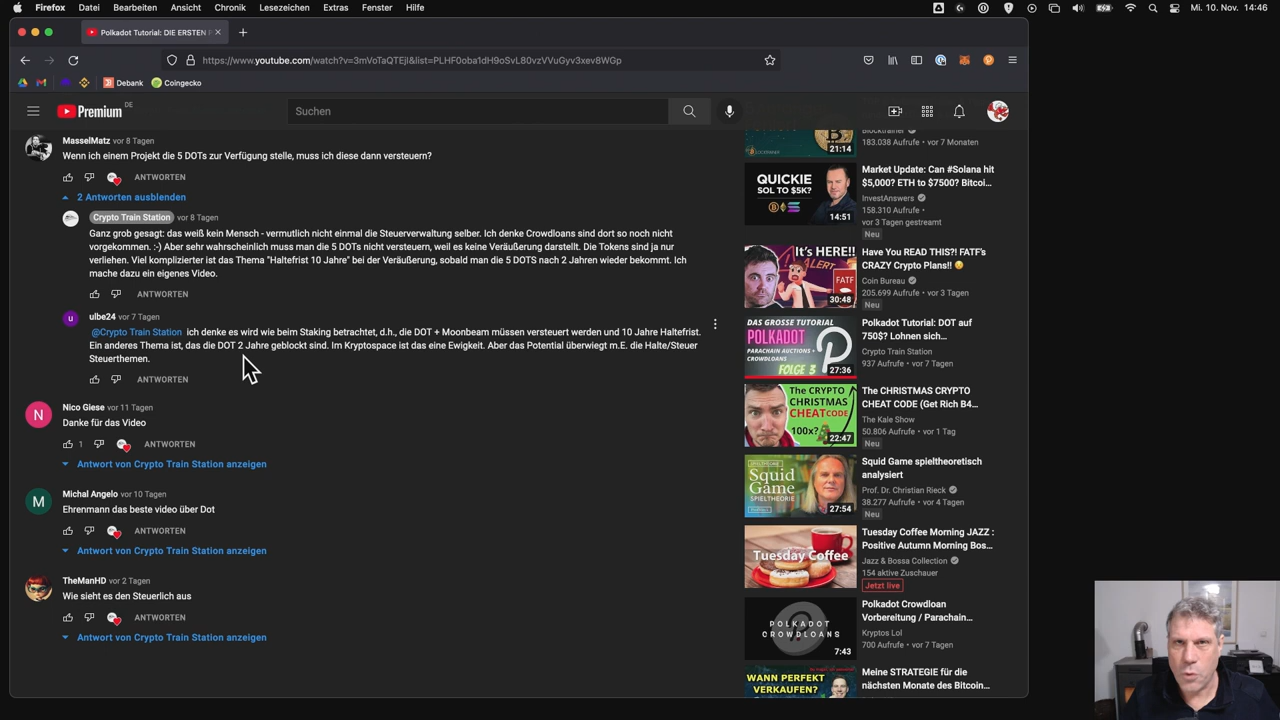 Firefox Datei Bearbeiten Ansicht Chronik Lesezeichen Extras Fenster Hilfe Mi. 10. Nov. 14:46
Polkadot Tutorial: DIE ERSTEN
https://www.youtube.com/watch?v=3mVoTaQTEjI&list=PLHF0oba1dH9oSvL80vzVVuGyv3xev8WGp
Debank Coingecko
Premium DE
Suchen
MasselMatz vor 8 Tagen
Wenn ich einem Projekt die 5 DOTs zur Verfügung stelle, muss ich diese dann versteuern?
ANTWORTEN
2 Antworten ausblenden
Crypto Train Station vor 8 Tagen
Ganz grob gesagt: das weiß kein Mensch - vermutlich nicht einmal die Steuerverwaltung selber. Ich denke Crowdloans sind dort so noch nicht
vorgekommen. :-) Aber sehr wahrscheinlich muss man die 5 DOTs nicht versteuern, weil es keine Veräußerung darstellt. Die Tokens sind ja nur
verliehen. Viel komplizierter ist das Thema "Haltefrist 10 Jahre" bei der Veräußerung, sobald man die 5 DOTS nach 2 Jahren wieder bekommt. Ich
mache dazu ein eigenes Video.
ANTWORTEN
u
ulbe24 vor 7 Tagen
@Crypto Train Station ich denke es wird wie beim Staking betrachtet, d.h., die DOT + Moonbeam müssen versteuert werden und 10 Jahre Haltefrist.
Ein anderes Thema ist, das die DOT 2 Jahre geblockt sind. Im Kryptospace ist das eine Ewigkeit. Aber das Potential überwiegt m.E. die Halte/Steuer
Steuerthemen.
ANTWORTEN
N
Nico Giese vor 11 Tagen
Danke für das Video
1 ANTWORTEN
Antwort von Crypto Train Station anzeigen
M
Michal Angelo vor 10 Tagen
Ehrenmann das beste video über Dot
ANTWORTEN
Antwort von Crypto Train Station anzeigen
TheManHD vor 2 Tagen
Wie sieht es den Steuerlich aus
ANTWORTEN
Antwort von Crypto Train Station anzeigen
Blocktrainer
183.038 Aufrufe • vor 7 Monaten
21:14
QUICKIE
SOL TO $5K?
14:51
Market Update: Can #Solana hit
$5,000? ETH to $7500? Bitcoi...
InvestAnswers
158.310 Aufrufe •
vor 3 Tagen gestreamt
Neu
It's HERE!!
ALERT
FATF
30:48
Have You READ THIS?! FATF's
CRAZY Crypto Plans!!
Coin Bureau
205.699 Aufrufe • vor 3 Tagen
Neu
DAS GROSSE TUTORIAL
POLKADOT
PARACHAIN AUCTIONS +
CROWDLOANS
FOLGE 3
27:36
Polkadot Tutorial: DOT auf
750$? Lohnen sich...
Crypto Train Station
937 Aufrufe • vor 7 Tagen
The CRYPTO
CHRISTMAS
CHEAT CODE
100x?
22:47
The CHRISTMAS CRYPTO
CHEAT CODE (Get Rich B4...
The Kale Show
50.806 Aufrufe • vor 1 Tag
Neu
SPIELTHEORIE
Squid
Game
SPIELTHEORIE
27:54
Squid Game spieltheoretisch
analysiert
Prof. Dr. Christian Rieck
38.277 Aufrufe • vor 4 Tagen
Neu
Tuesday Coffee
Tuesday Coffee Morning JAZZ :
Positive Autumn Morning Bos...
Jazz & Bossa Collection
154 aktive Zuschauer
Jetzt live
POLKADOT
CROWDLOANS
7:43
Polkadot Crowdloan
Vorbereitung / Parachain...
Kryptos Lol
700 Aufrufe • vor 7 Tagen
WANN PERFEKT
VERKAUFEN?
Meine STRATEGIE für die
nächsten Monate des Bitcoin...